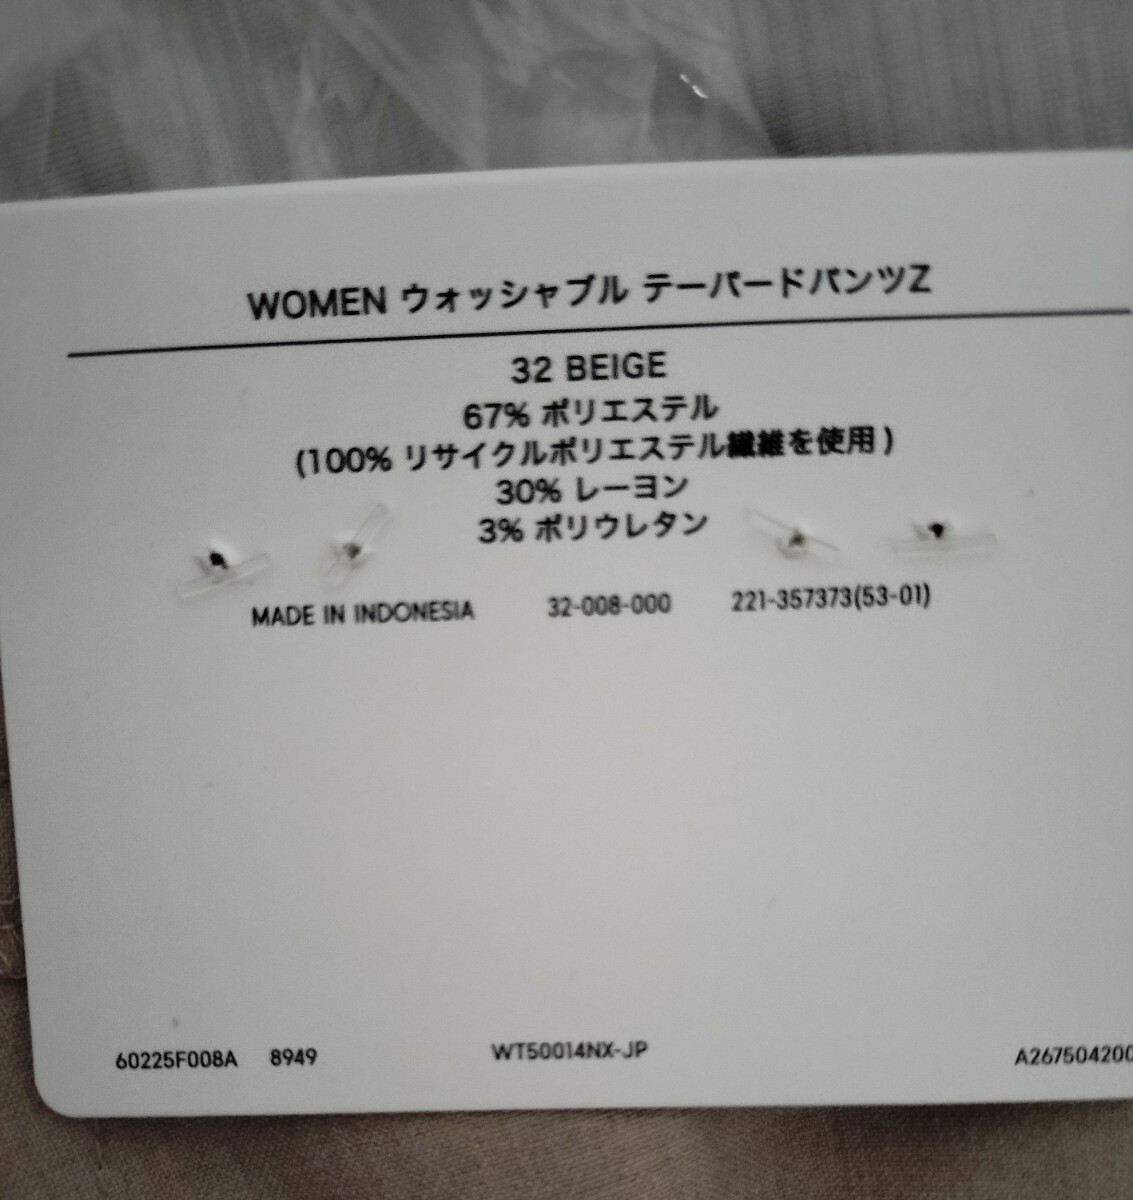 WOMEN ウォッシャブル テーパードパンツZ
32 BEIGE
67% ポリエステル
(100% リサイクルポリエステル繊維を使用)
30% レーヨン
3% ポリウレタン
MADE IN INDONESIA 32-008-000 221-357373(53-01)
60225F008A 8949 WT50014NX-JP A267504200